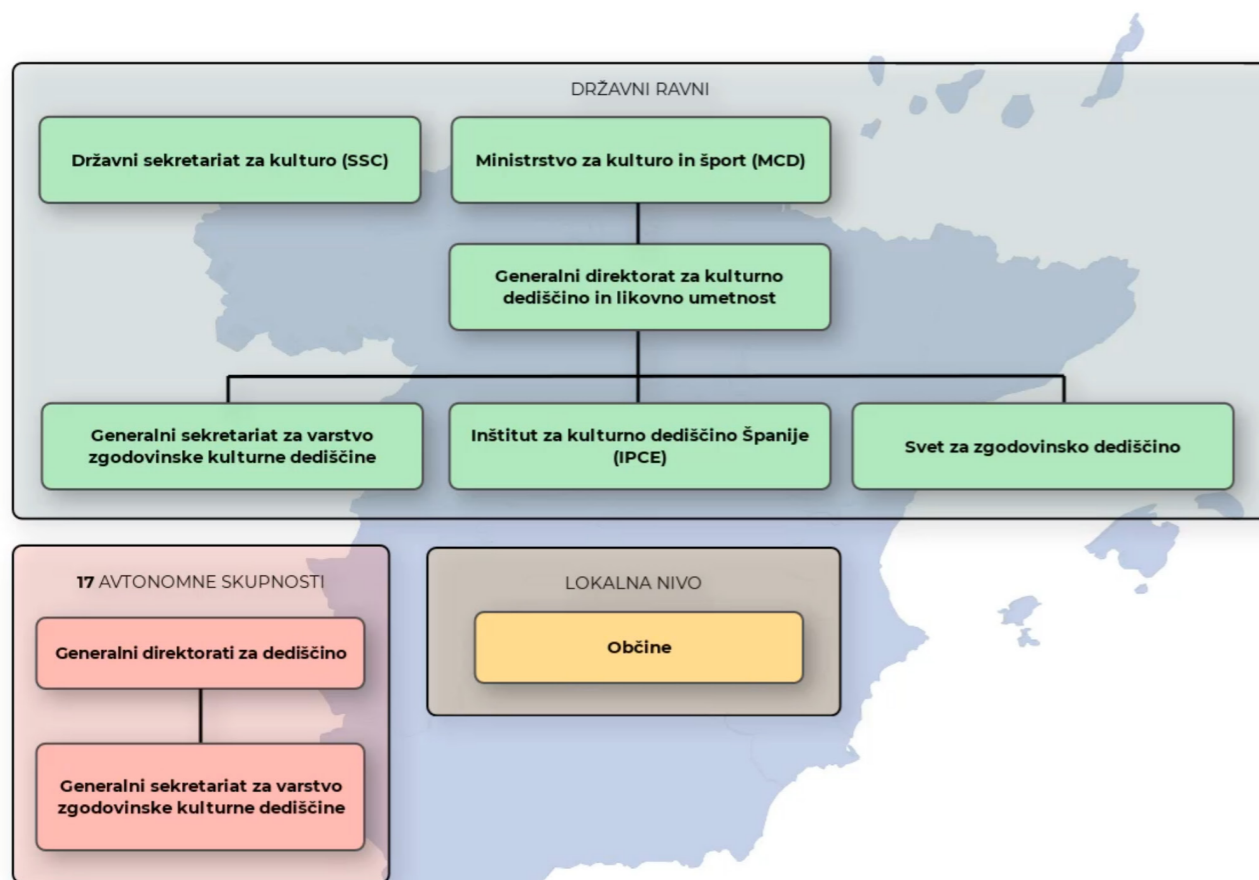 DRŽAVNI RAVNI
Državni sekretariat za kulturo (SSC)
Ministrstvo za kulturo in šport (MCD)
Generalni direktorat za kulturno
dediščino in likovno umetnost
Generalni sekretariat za varstvo
zgodovinske kulturne dediščine
Inštitut za kulturno dediščino Španije
(IPCE)
Svet za zgodovinsko dediščino
17 AVTONOMNE SKUPNOSTI
Generalni direktorati za dediščino
Generalni sekretariat za varstvo
zgodovinske kulturne dediščine
LOKALNA NIVO
Občine